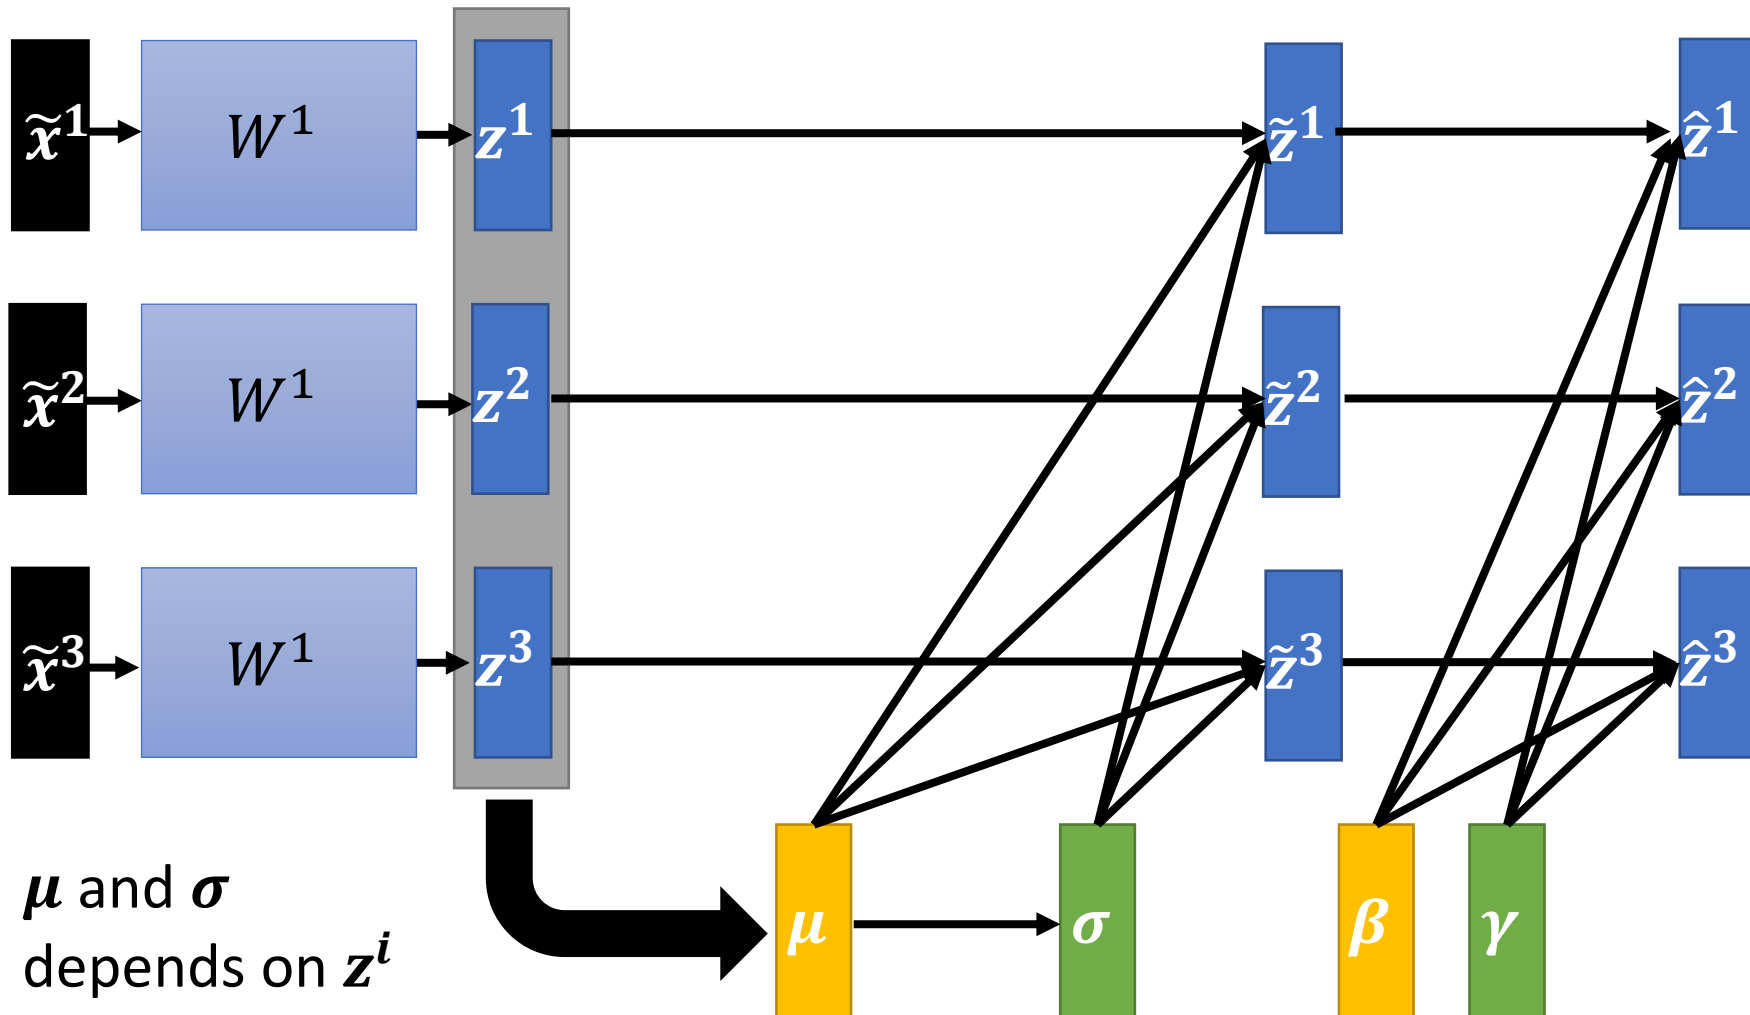 x̃¹ W¹ z¹ z̃¹ ẑ¹
x̃² W¹ z² z̃² ẑ²
x̃³ W¹ z³ z̃³ ẑ³
μ σ β γ
μ and σ
depends on zⁱ